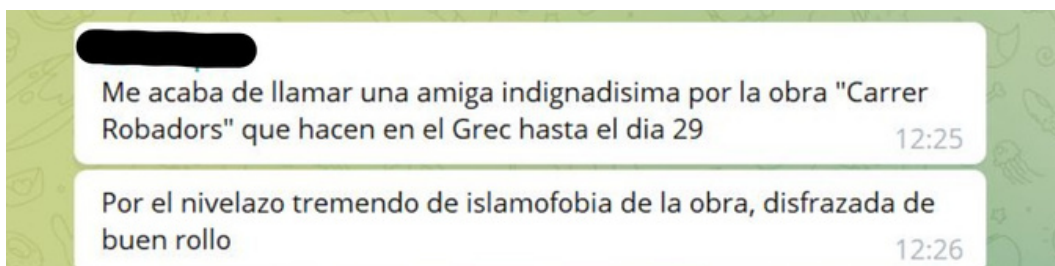 Me acaba de llamar una amiga indignadisima por la obra "Carrer
Robadors" que hacen en el Grec hasta el dia 29
12:25
Por el nivelazo tremendo de islamofobia de la obra, disfrazada de
buen rollo
12:26